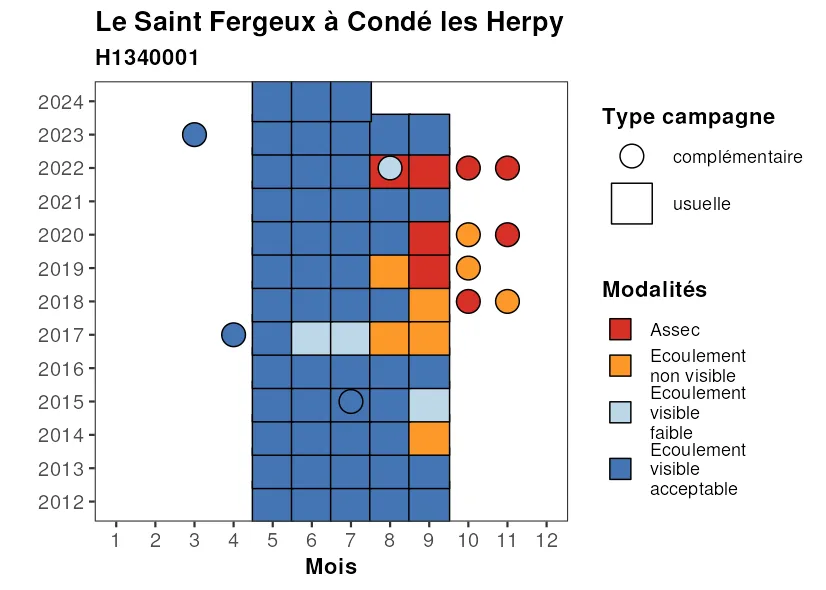 Le Saint Fergeux à Condé les Herpy
H1340001
2024
2023
2022
2021
2020
2019
2018
2017
2016
2015
2014
2013
2012
1 2 3 4 5 6 7 8 9 10 11 12
Mois
Type campagne
complémentaire
usuelle
Modalités
Assec
Ecoulement
non visible
Ecoulement
visible
faible
Ecoulement
visible
acceptable